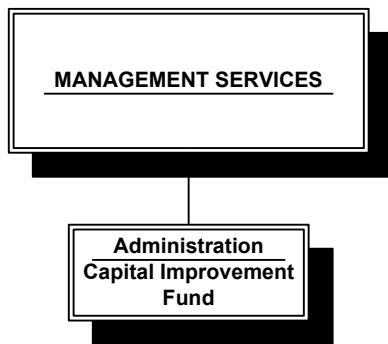 MANAGEMENT SERVICES
Administration
Capital Improvement
Fund